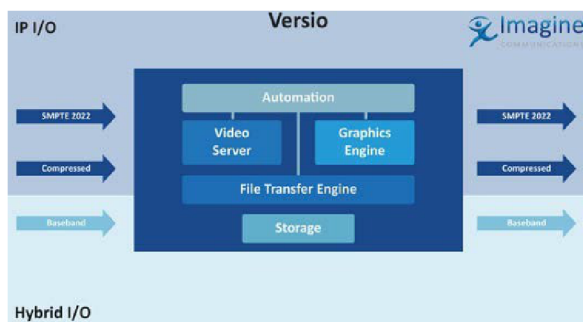 IP I/O
Versio
Imagine
COMMUNICATIONS
SMPTE 2022
Compressed
Baseband
Automation
Video
Server
Graphics
Engine
File Transfer Engine
Storage
SMPTE 2022
Compressed
Baseband
Hybrid I/O